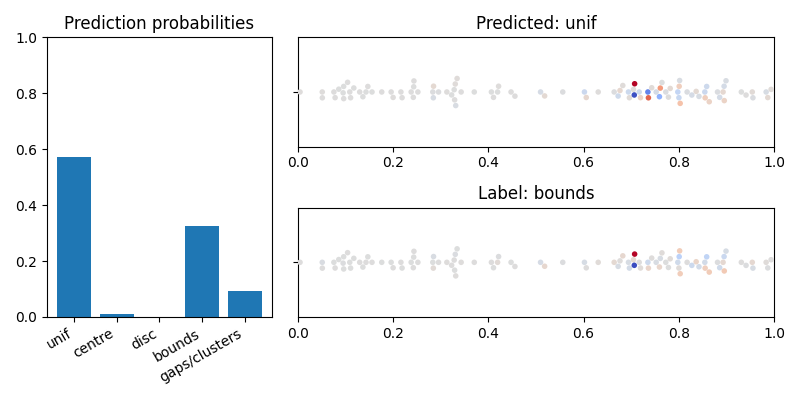 Prediction probabilities
1.0
0.8
0.6
0.4
0.2
0.0
unif
centre
disc
bounds
gaps/clusters
Predicted: unif
0.0 0.2 0.4 0.6 0.8 1.0
Label: bounds
0.0 0.2 0.4 0.6 0.8 1.0